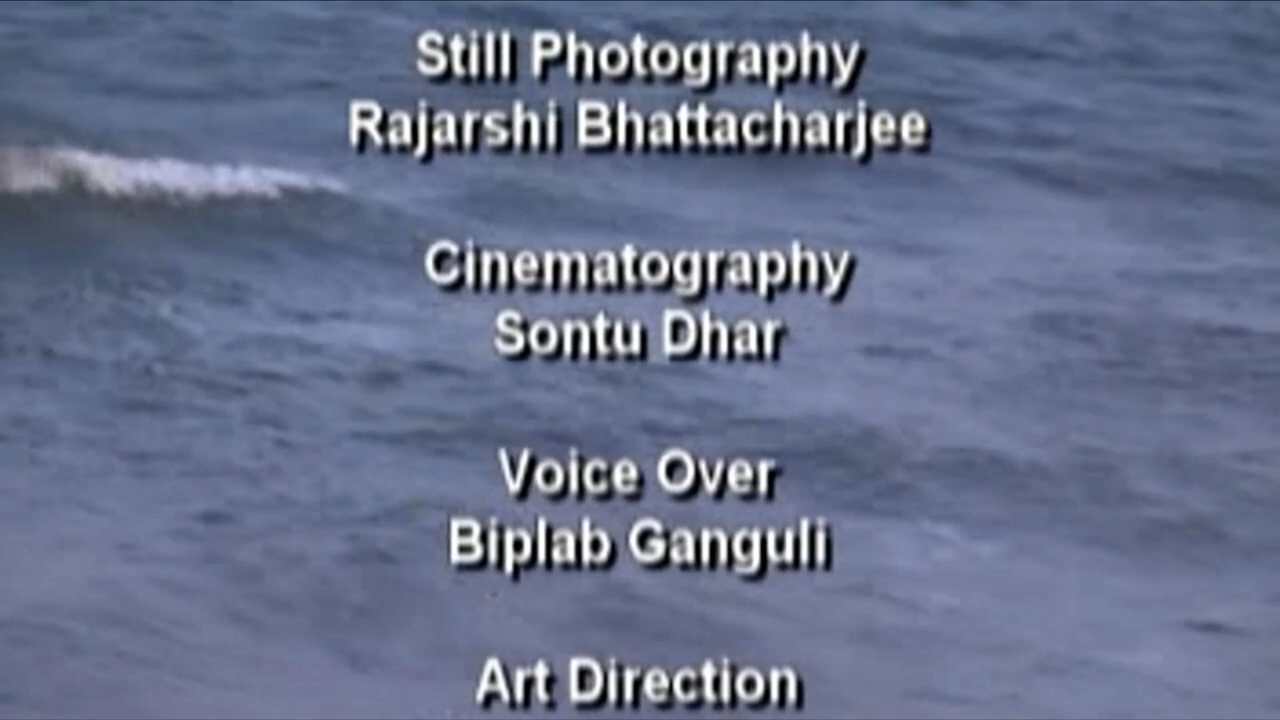 Still Photography
Rajarshi Bhattacharjee
Cinematography
Sontu Dhar
Voice Over
Biplab Ganguli
Art Direction